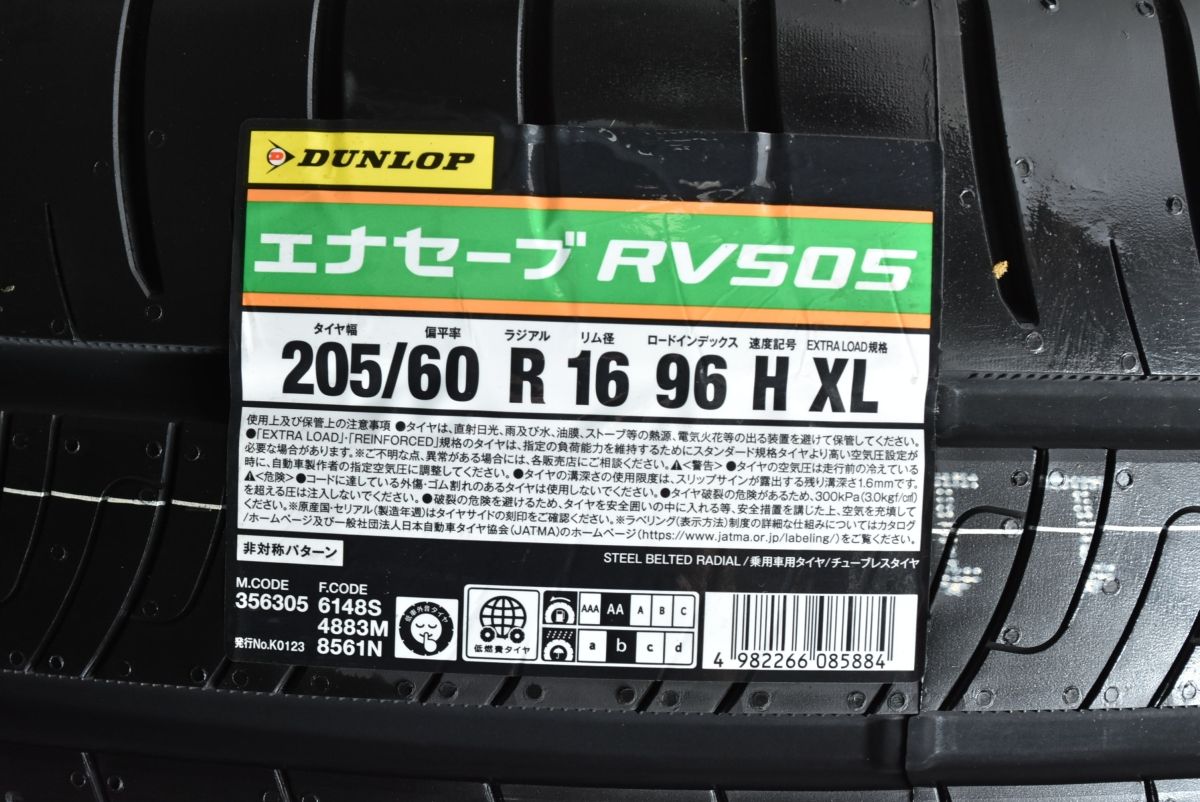 DUNLOP
エナセーブ RV505
タイヤ幅 偏平率 ラジアル リム径 ロードインデックス 速度記号 EXTRA LOAD規格
205/60 R 16 96 H XL
使用上及び保管上の注意事項 ●タイヤは、直射日光、雨及び水、油膜、ストーブ等の熱源、電気火花等の出る装置を避けて保管してください。
●「EXTRA LOAD」・「REINFORCED」規格のタイヤは、指定の負荷能力を維持するためにスタンダード規格タイヤより高い空気圧設定が
必要な場合があります。※ご不明な点、異常がある場合には、各販売店にご相談ください。⚠<警告> ●タイヤの空気圧は走行前の冷えている
時に、自動車製作者の指定空気圧に調整してください。●タイヤの溝深さの使用限度は、スリップサインが露出する残り溝深さ1.6mmです。
⚠<危険> ●コードに達している外傷・ゴム割れのあるタイヤは使用しないでください。●タイヤ破裂の危険があるため、300kPa(3.0kg/c㎡)
を超える圧は注入しないでください。●破裂の危険を避けるため、タイヤを安全囲いの中に入れる等、安全措置を講じた上、空気を充填して
ください。※原産国・セリアル(製造年週)はタイヤサイドの刻印をご確認ください。※ラベリング(表示方法)制度の詳細な仕組みについてはカタログ
/ホームページ及び一般社団法人日本自動車タイヤ協会(JATMA)のホームページ(https://www.jatma.or.jp/labeling/)をご覧ください。
非対称パターン
STEEL BELTED RADIAL/乗用車用タイヤ/チューブレスタイヤ
M.CODE F.CODE
356305 6148S
4883M
発行No.K0123 8561N
低車外音タイヤ
低燃費タイヤ
AAA AA A B C
a b c d
4 982266 085884